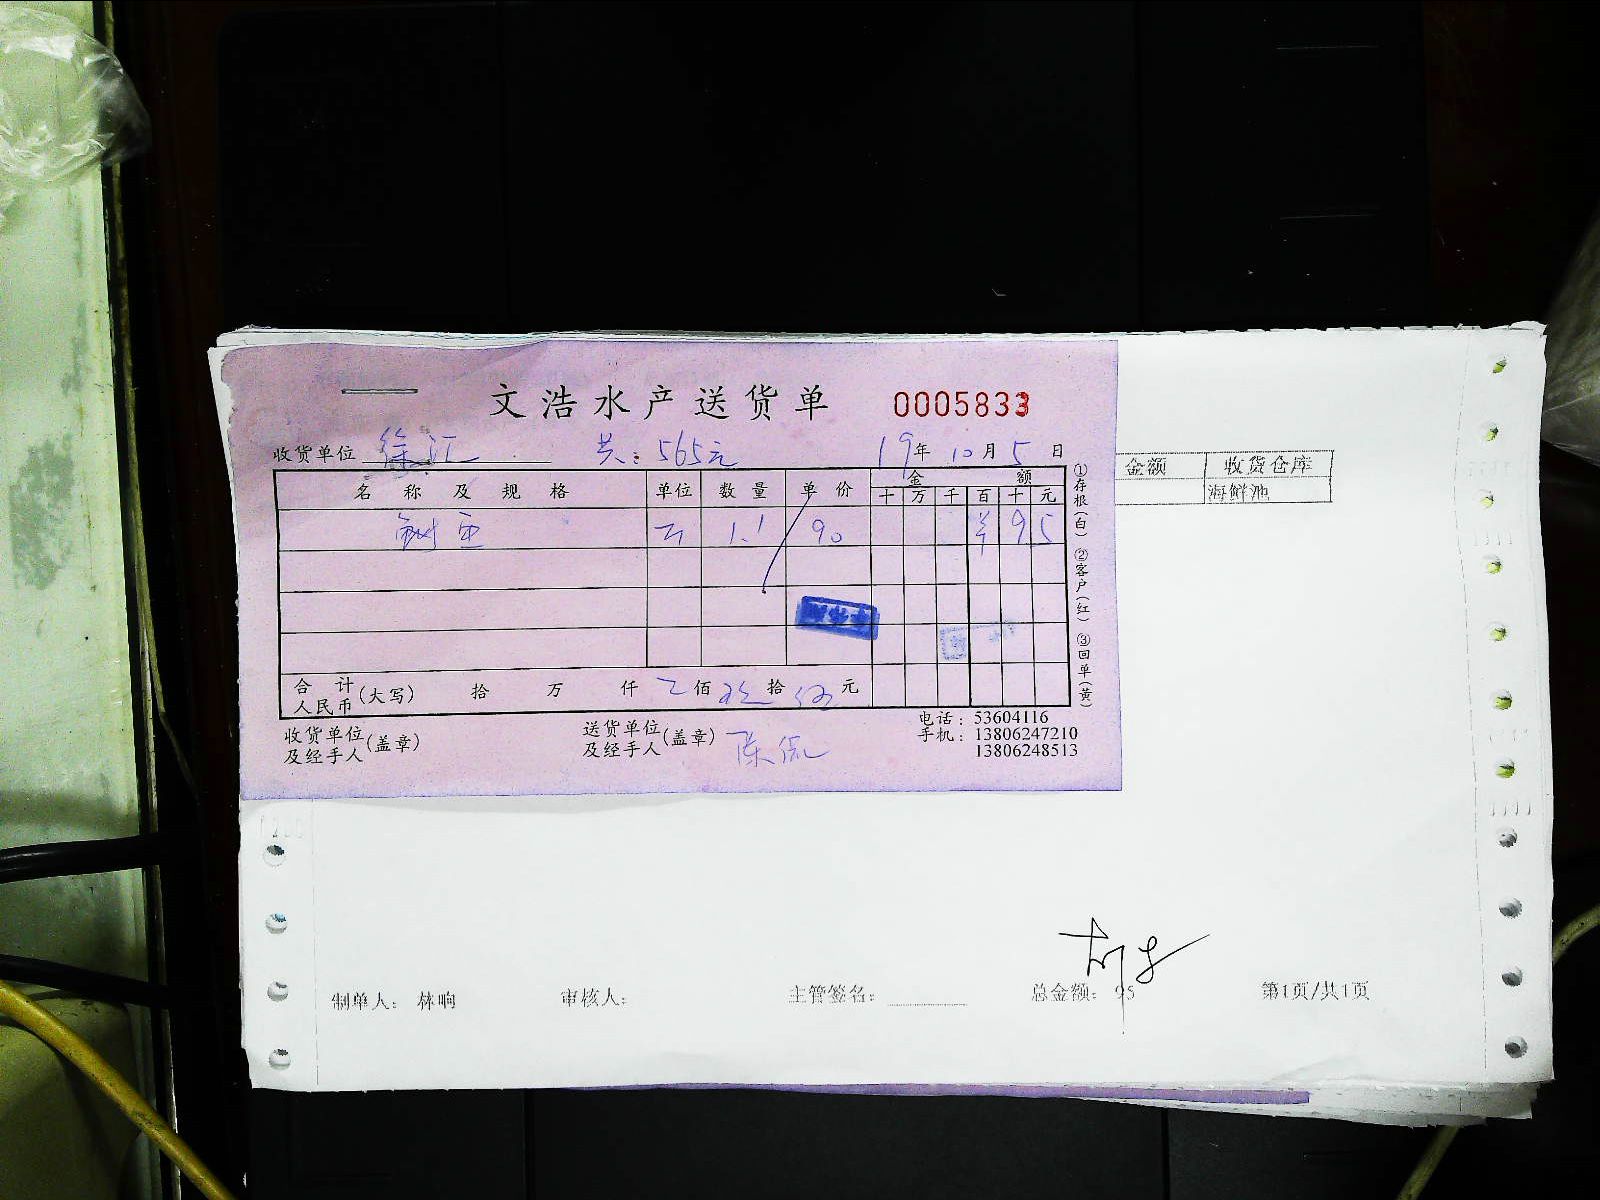 文浩水产送货单 0005833
收货单位 徐汇 共:565元 19年10月5日
名称及规格 单位 数量 单价 金额
十万千百十元
1.1 90 ¥95
合计人民币(大写) 拾 万 仟 佰 拾 元
①存根(白) ②客户(红) ③回单(黄)
收货单位及经手人(盖章) 送货单位及经手人(盖章) 陈
电话:53604116
手机:13806247210
13806248513
金额 收货仓库
海鲜池
制单人: 林响 审核人: 主管签名: 总金额: 95 第1页/共1页